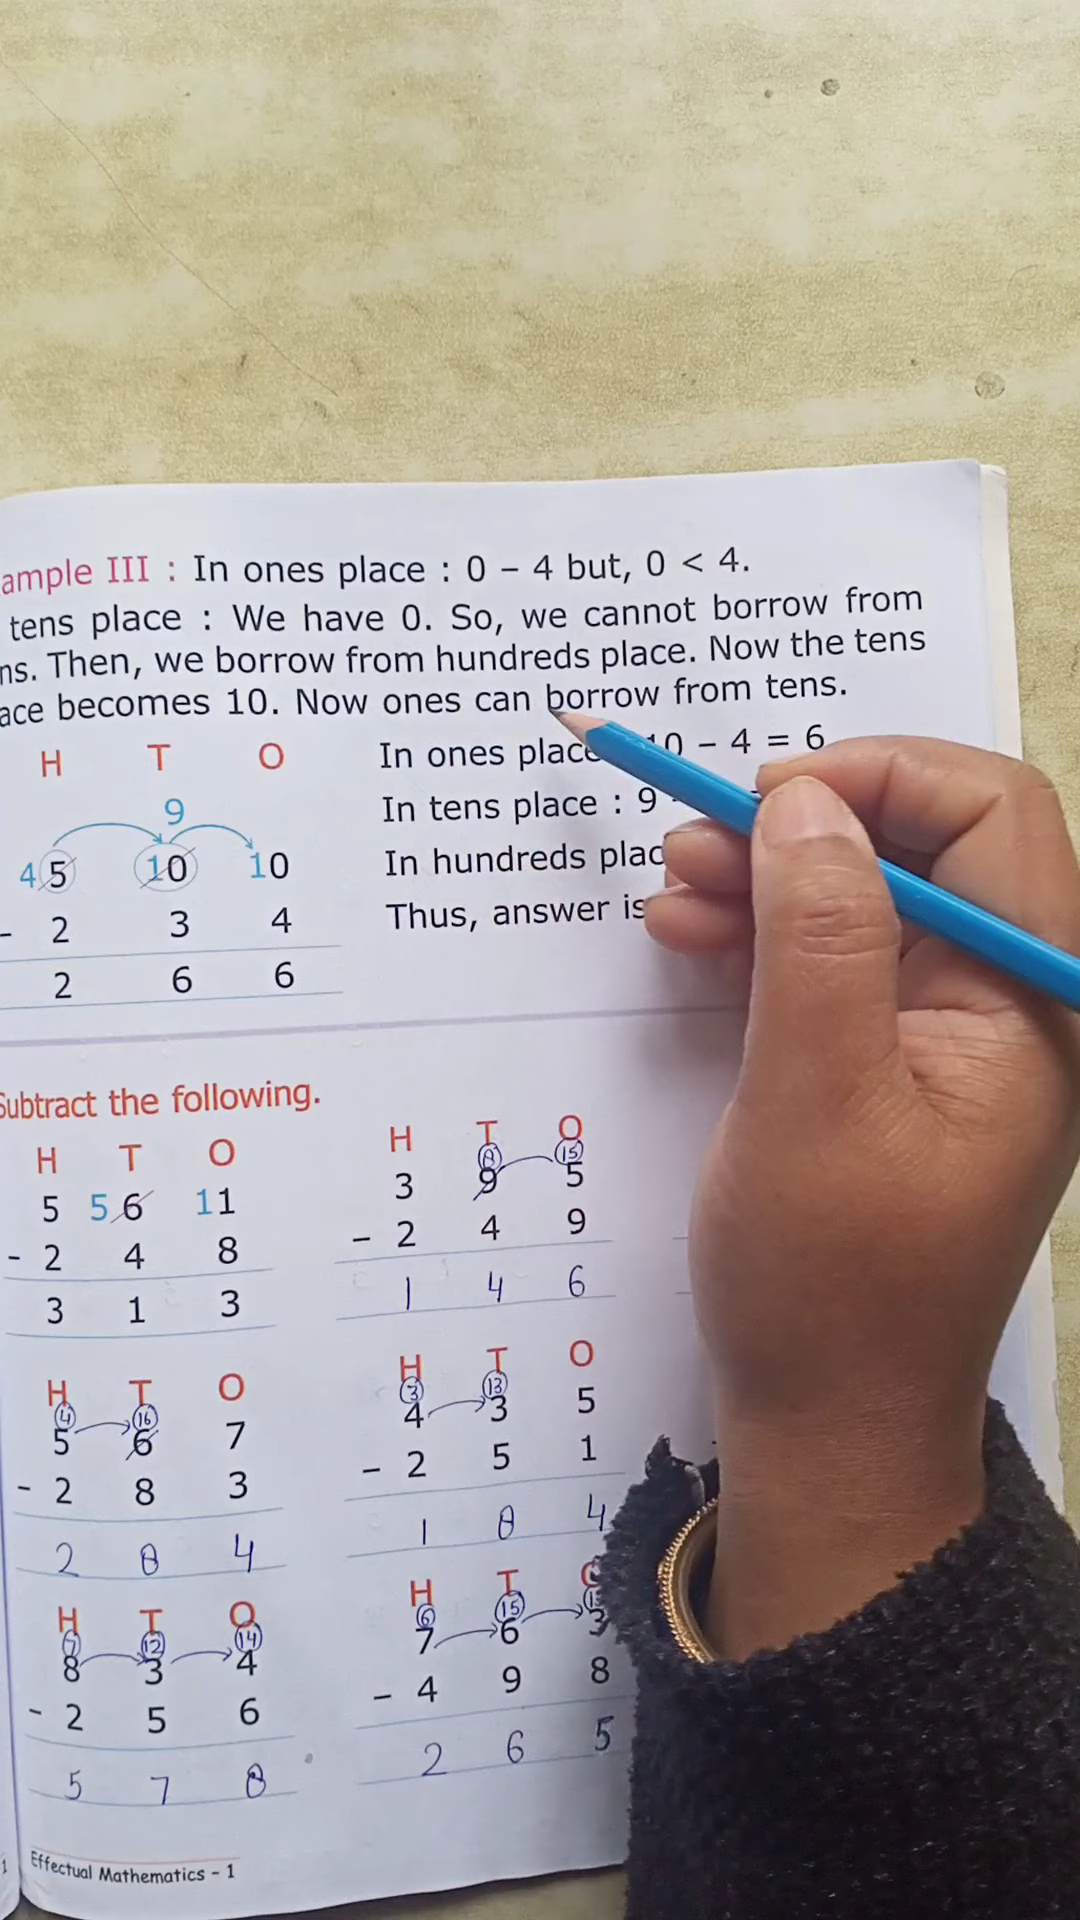 ample III : In ones place : 0 – 4 but, 0 < 4.
tens place : We have 0. So, we cannot borrow from
ns. Then, we borrow from hundreds place. Now the tens
ace becomes 10. Now ones can borrow from tens.
H T O
9
4 5 10 10
- 2 3 4
2 6 6
In ones place 10 – 4 = 6
In tens place : 9
In hundreds plac
Thus, answer is
Subtract the following.
H T O
5 5 6 11
- 2 4 8
3 1 3
H T O
8 15
3 9 5
- 2 4 9
1 4 6
H T O
4 16
5 6 7
- 2 8 3
2 8 4
H T O
3 13
4 3 5
- 2 5 1
1 8 4
H T O
7 12 14
8 3 4
- 2 5 6
5 7 8
H T
6 15
7 6 3
- 4 9 8
2 6 5
1
Effectual Mathematics - 1